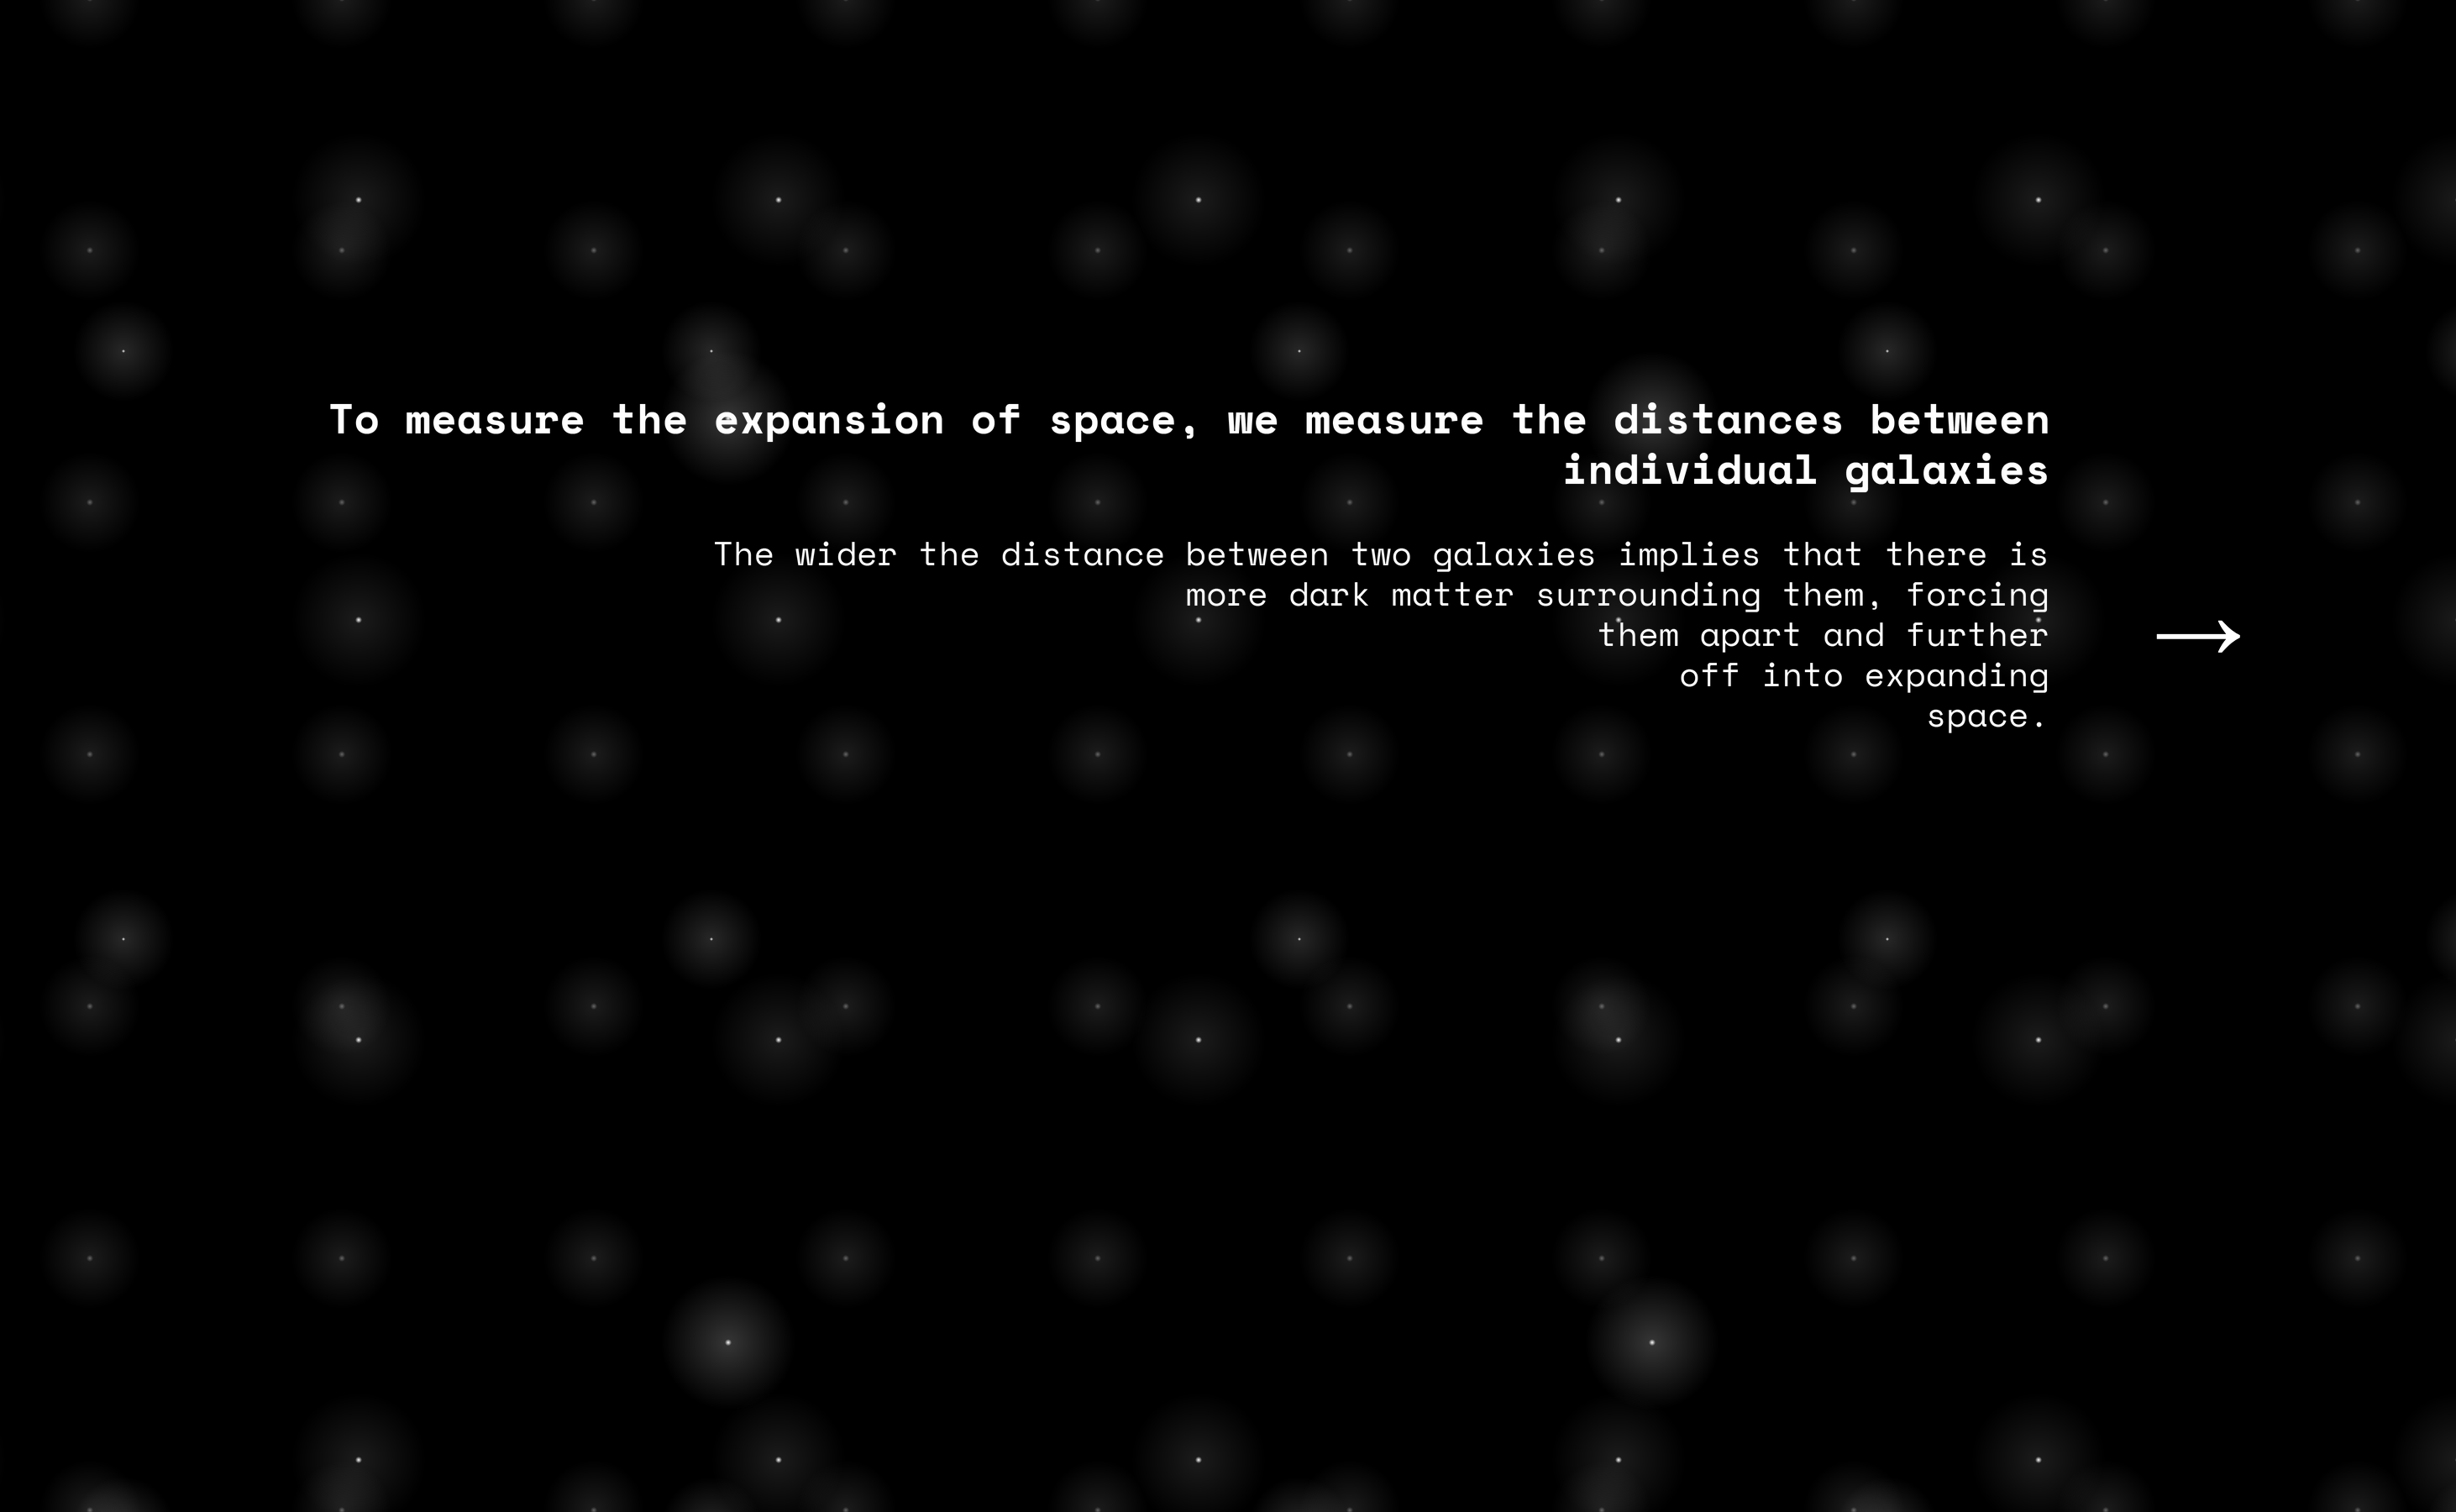 To measure the expansion of space, we measure the distances between
individual galaxies
The wider the distance between two galaxies implies that there is
more dark matter surrounding them, forcing
them apart and further
off into expanding
space.
→